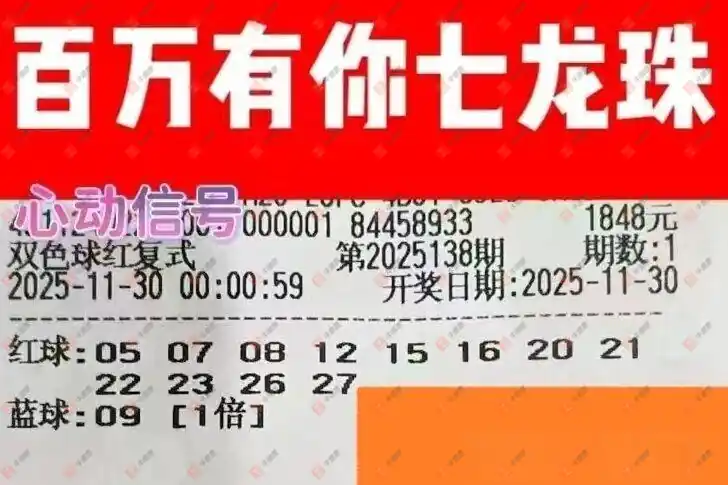 百万有你七龙珠
心动信号
000001 84458933 1848元
双色球红复式 第2025138期 期数:1
2025-11-30 00:00:59 开奖日期:2025-11-30
红球:05 07 08 12 15 16 20 21
22 23 26 27
蓝球:09 [1倍]